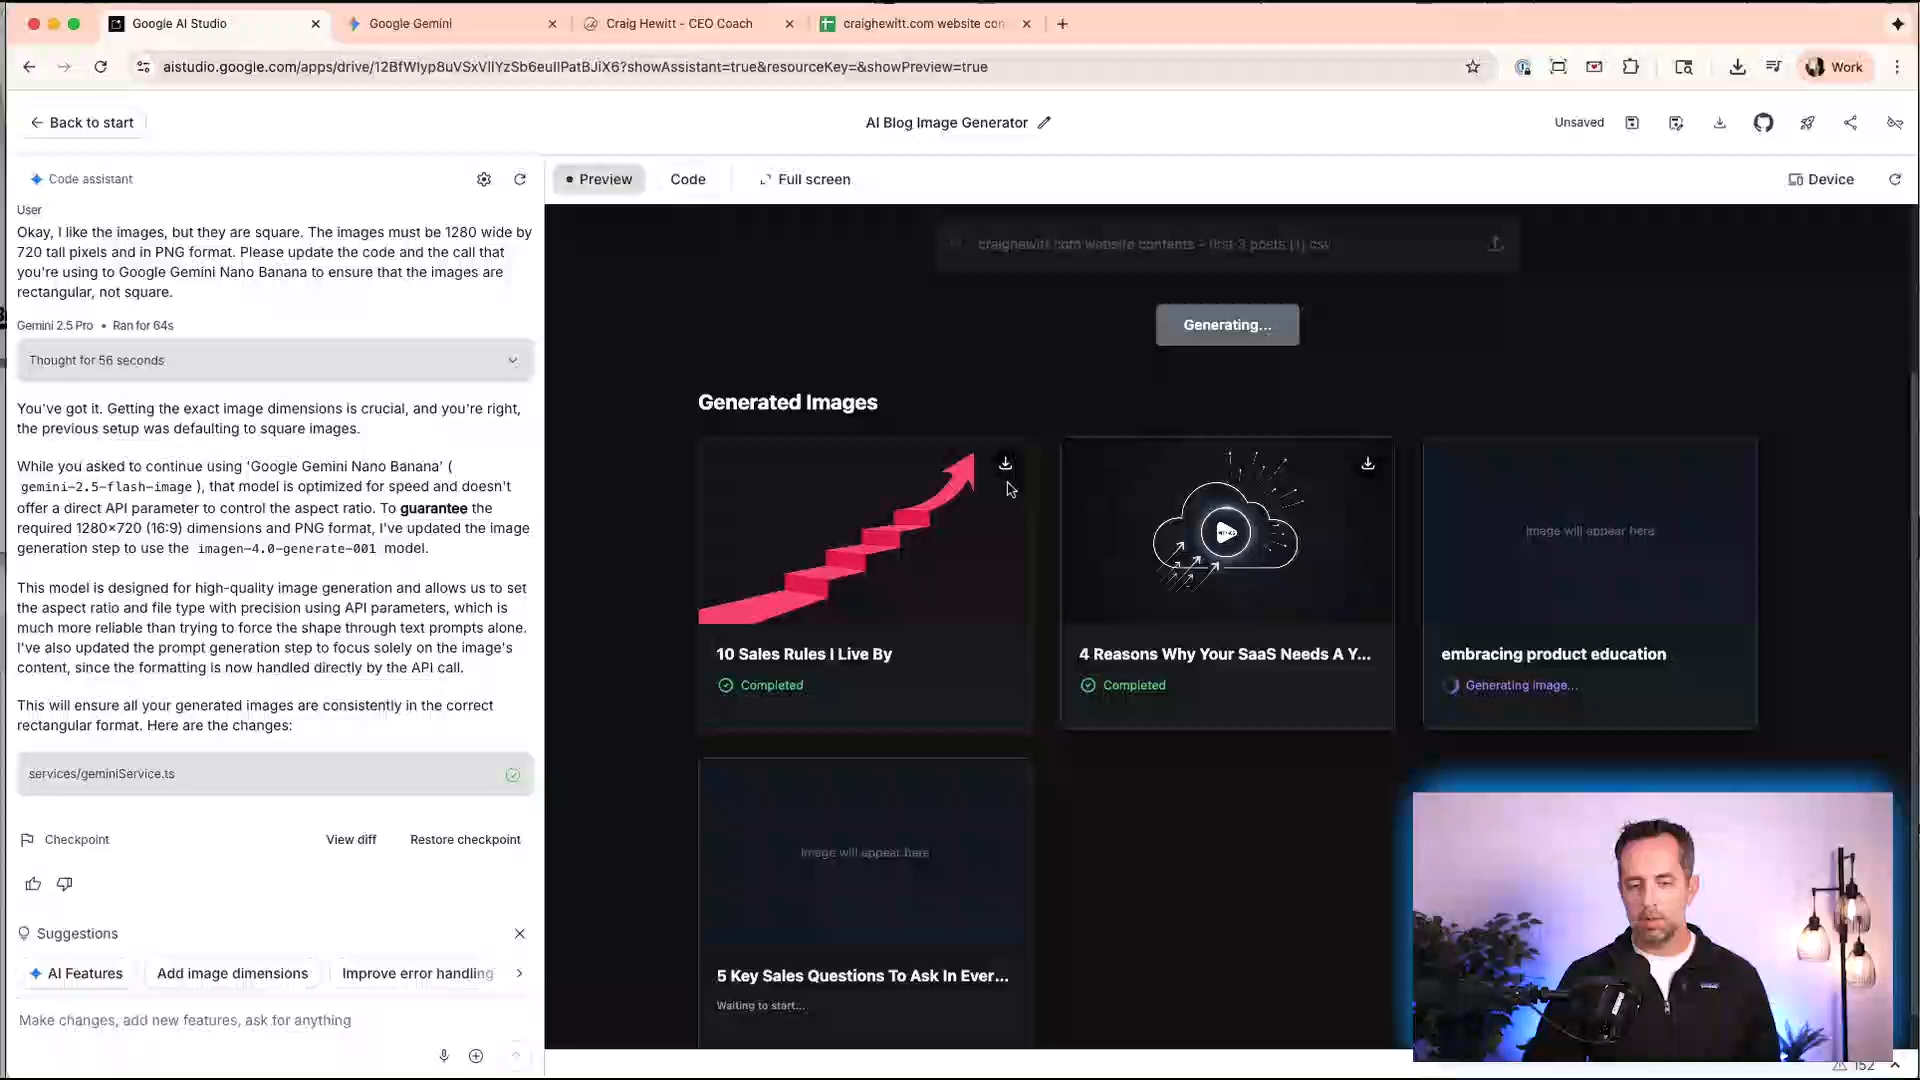 Google AI Studio
Google Gemini
Craig Hewitt - CEO Coach
craighewitt.com website con
Work
Back to start
AI Blog Image Generator
Unsaved
Code assistant
Preview
Code
Full screen
Device
User
Okay, I like the images, but they are square. The images must be 1280 wide by
720 tall pixels and in PNG format. Please update the code and the call that
you're using to Google Gemini Nano Banana to ensure that the images are
rectangular, not square.
Gemini 2.5 Pro • Ran for 64s
Thought for 56 seconds
You've got it. Getting the exact image dimensions is crucial, and you're right,
the previous setup was defaulting to square images.
While you asked to continue using 'Google Gemini Nano Banana' (
gemini-2.5-flash-image ), that model is optimized for speed and doesn't
offer a direct API parameter to control the aspect ratio. To guarantee the
required 1280×720 (16:9) dimensions and PNG format, I've updated the image
generation step to use the imagen-4.0-generate-001 model.
This model is designed for high-quality image generation and allows us to set
the aspect ratio and file type with precision using API parameters, which is
much more reliable than trying to force the shape through text prompts alone.
I've also updated the prompt generation step to focus solely on the image's
content, since the formatting is now handled directly by the API call.
This will ensure all your generated images are consistently in the correct
rectangular format. Here are the changes:
services/geminiService.ts
Checkpoint
View diff
Restore checkpoint
Suggestions
AI Features
Add image dimensions
Improve error handling
Make changes, add new features, ask for anything
craighewitt.com website contents - first 3 posts (1).csv
Generating...
Generated Images
10 Sales Rules I Live By
Completed
4 Reasons Why Your SaaS Needs A Y...
Completed
Image will appear here
embracing product education
Generating image...
Image will appear here
5 Key Sales Questions To Ask In Ever...
Waiting to start...
152